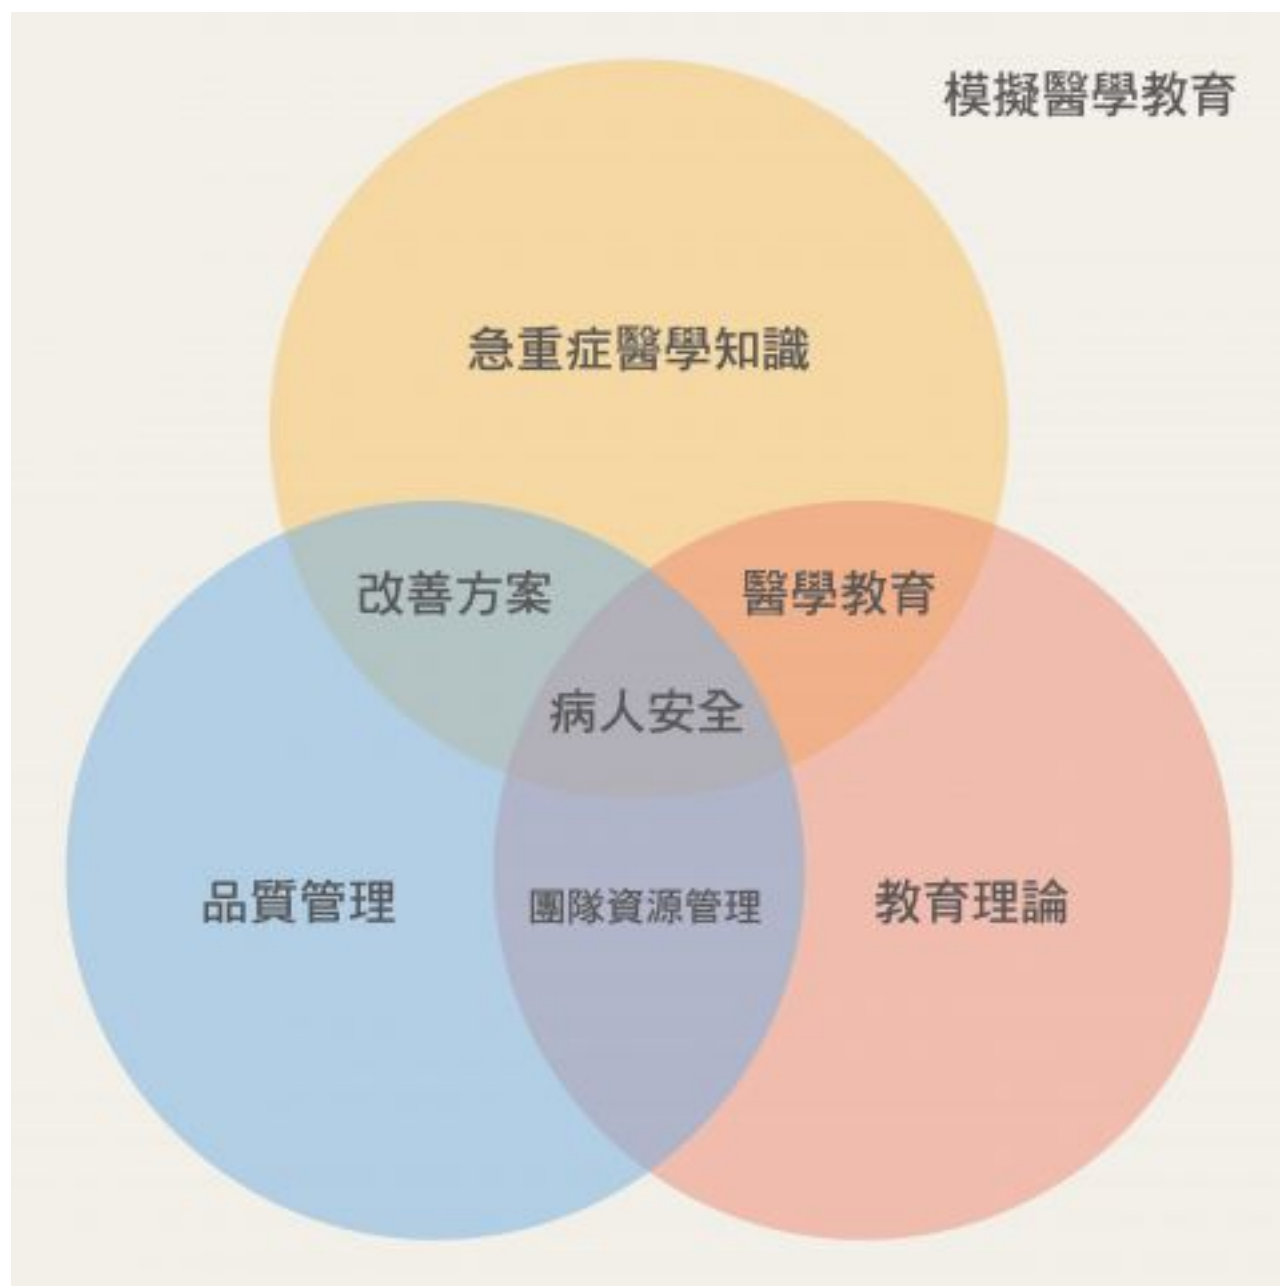 模擬醫學教育
急重症醫學知識
改善方案
醫學教育
病人安全
品質管理
團隊資源管理
教育理論